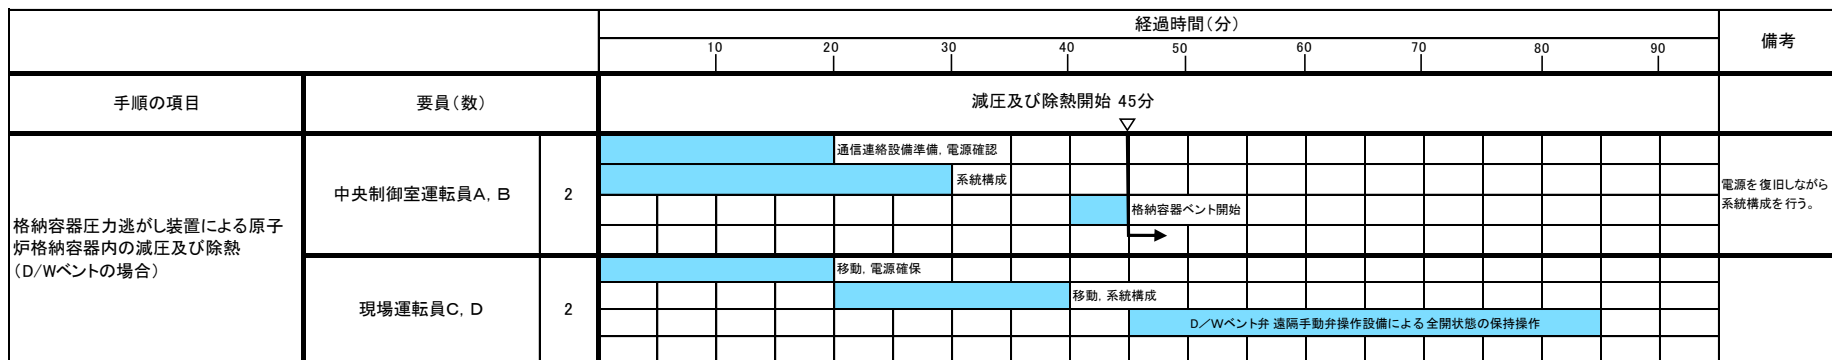 経過時間(分)
備考
10 20 30 40 50 60 70 80 90
手順の項目
要員(数)
減圧及び除熱開始 45分
▽
格納容器圧力逃がし装置による原子
炉格納容器内の減圧及び除熱
(D/Wベントの場合)
中央制御室運転員A, B
2
通信連絡設備準備, 電源確認
系統構成
格納容器ベント開始
電源を復旧しながら
系統構成を行う。
現場運転員C, D
2
移動, 電源確保
移動, 系統構成
D/Wベント弁 遠隔手動弁操作設備による全開状態の保持操作